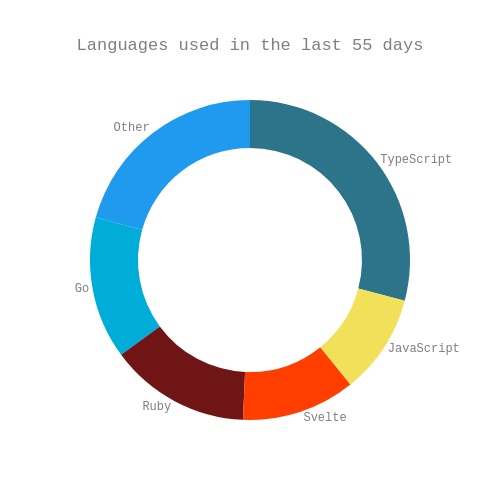 Languages used in the last 55 days
Other
TypeScript
Go
JavaScript
Ruby
Svelte